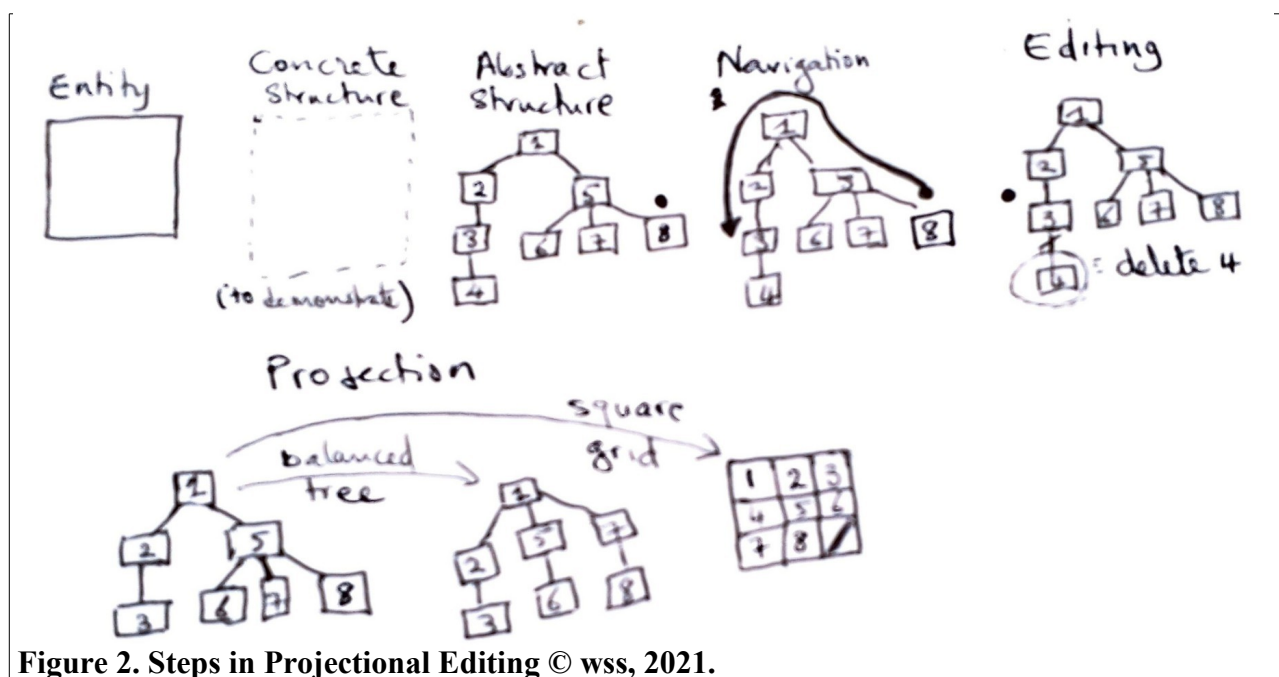 Entity
Concrete
Structure
(to demonstrate)
Abstract
Structure
1
2 5
3 6 7 8
4
Navigation
1
2 5
3 6 7 8
4
Editing
1
2 5
3 6 7 8
4 = delete 4
Projection
square
grid
balanced
tree
1
2 5
3 6 7 8
1
2 5 7
3 6 8
1 2 3
4 5 6
7 8
Figure 2. Steps in Projectional Editing © wss, 2021.